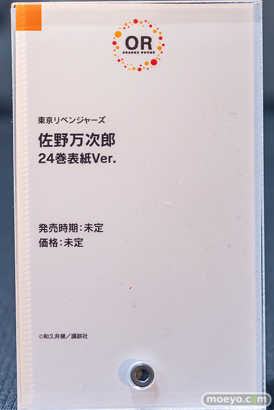 OR
ORANGE ROUGE
東京リベンジャーズ
佐野万次郎
24巻表紙Ver.
発売時期：未定
価格：未定
©和久井健／講談社
moeyo.com